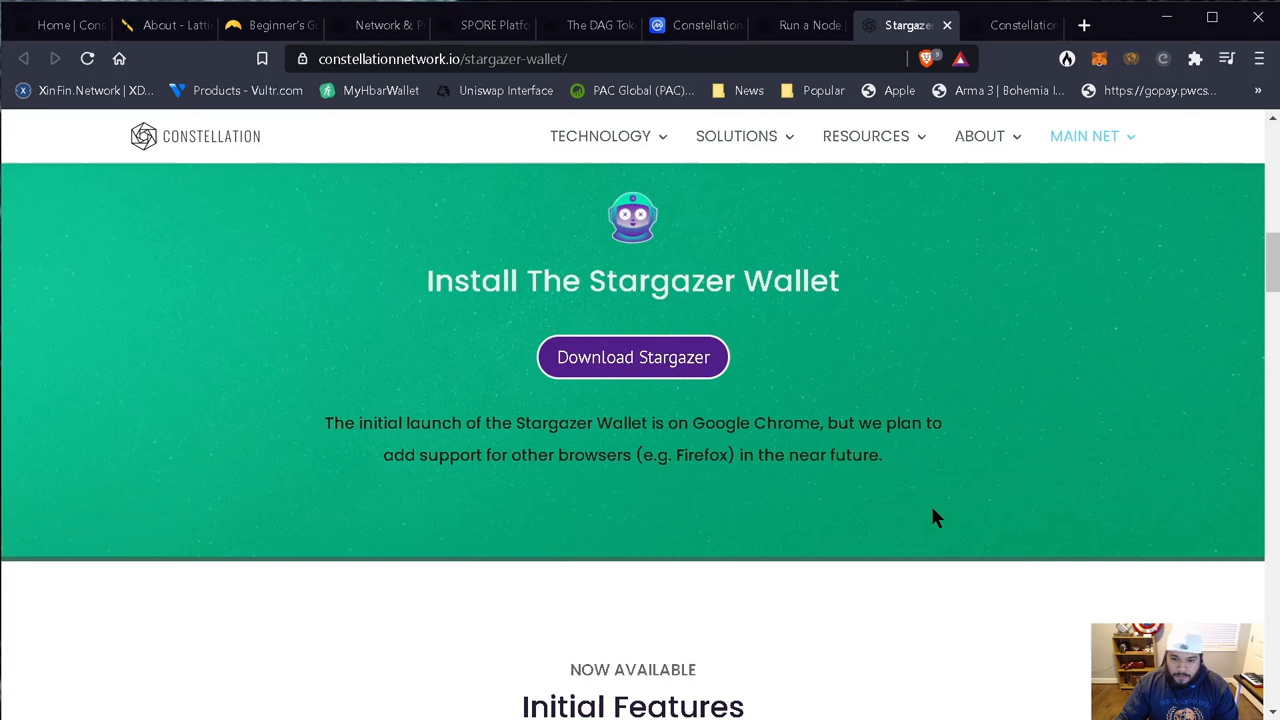 Home | Cons
About - Latti
Beginner's G
Network & P
SPORE Platfo
The DAG Tok
Constellation
Run a Node
Stargaze
Constellation
constellationnetwork.io/stargazer-wallet/
9
XinFin.Network | XD...
Products - Vultr.com
MyHbarWallet
Uniswap Interface
PAC Global (PAC)...
News
Popular
Apple
Arma 3 | Bohemia I...
https://gopay.pwcs...
»
CONSTELLATION
TECHNOLOGY
SOLUTIONS
RESOURCES
ABOUT
MAIN NET
Install The Stargazer Wallet
Download Stargazer
The initial launch of the Stargazer Wallet is on Google Chrome, but we plan to
add support for other browsers (e.g. Firefox) in the near future.
NOW AVAILABLE
Initial Features